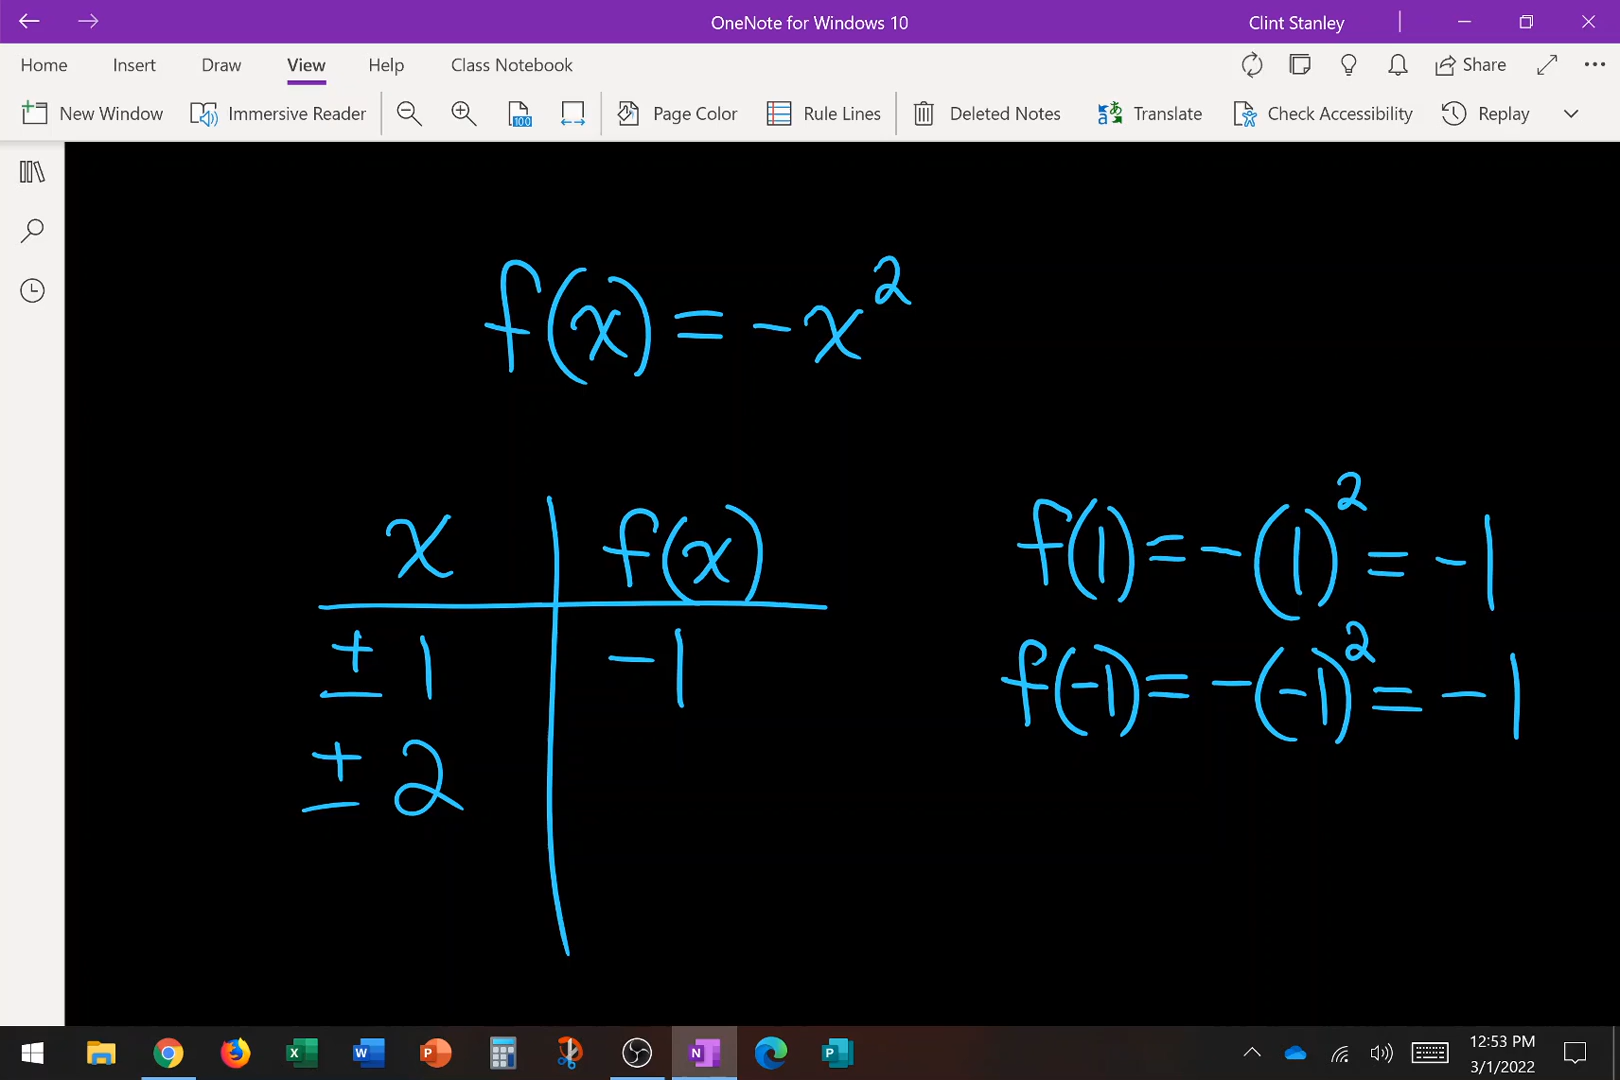 OneNote for Windows 10
Clint Stanley
Home Insert Draw View Help Class Notebook Share
New Window Immersive Reader 100 Page Color Rule Lines Deleted Notes Translate Check Accessibility Replay
f(x) = -x²
x f(x)
± 1 -1
± 2
f(1) = -(1)² = -1
f(-1) = -(-1)² = -1
12:53 PM
3/1/2022